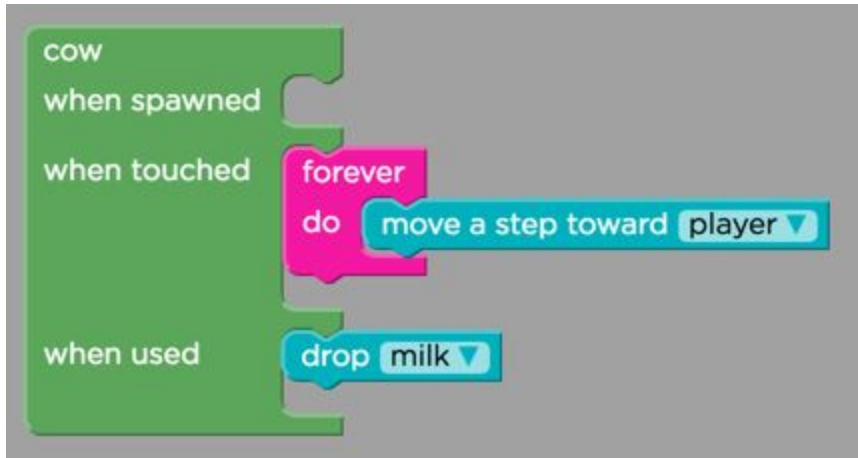 cow
when spawned
when touched forever
do move a step toward player
when used drop milk